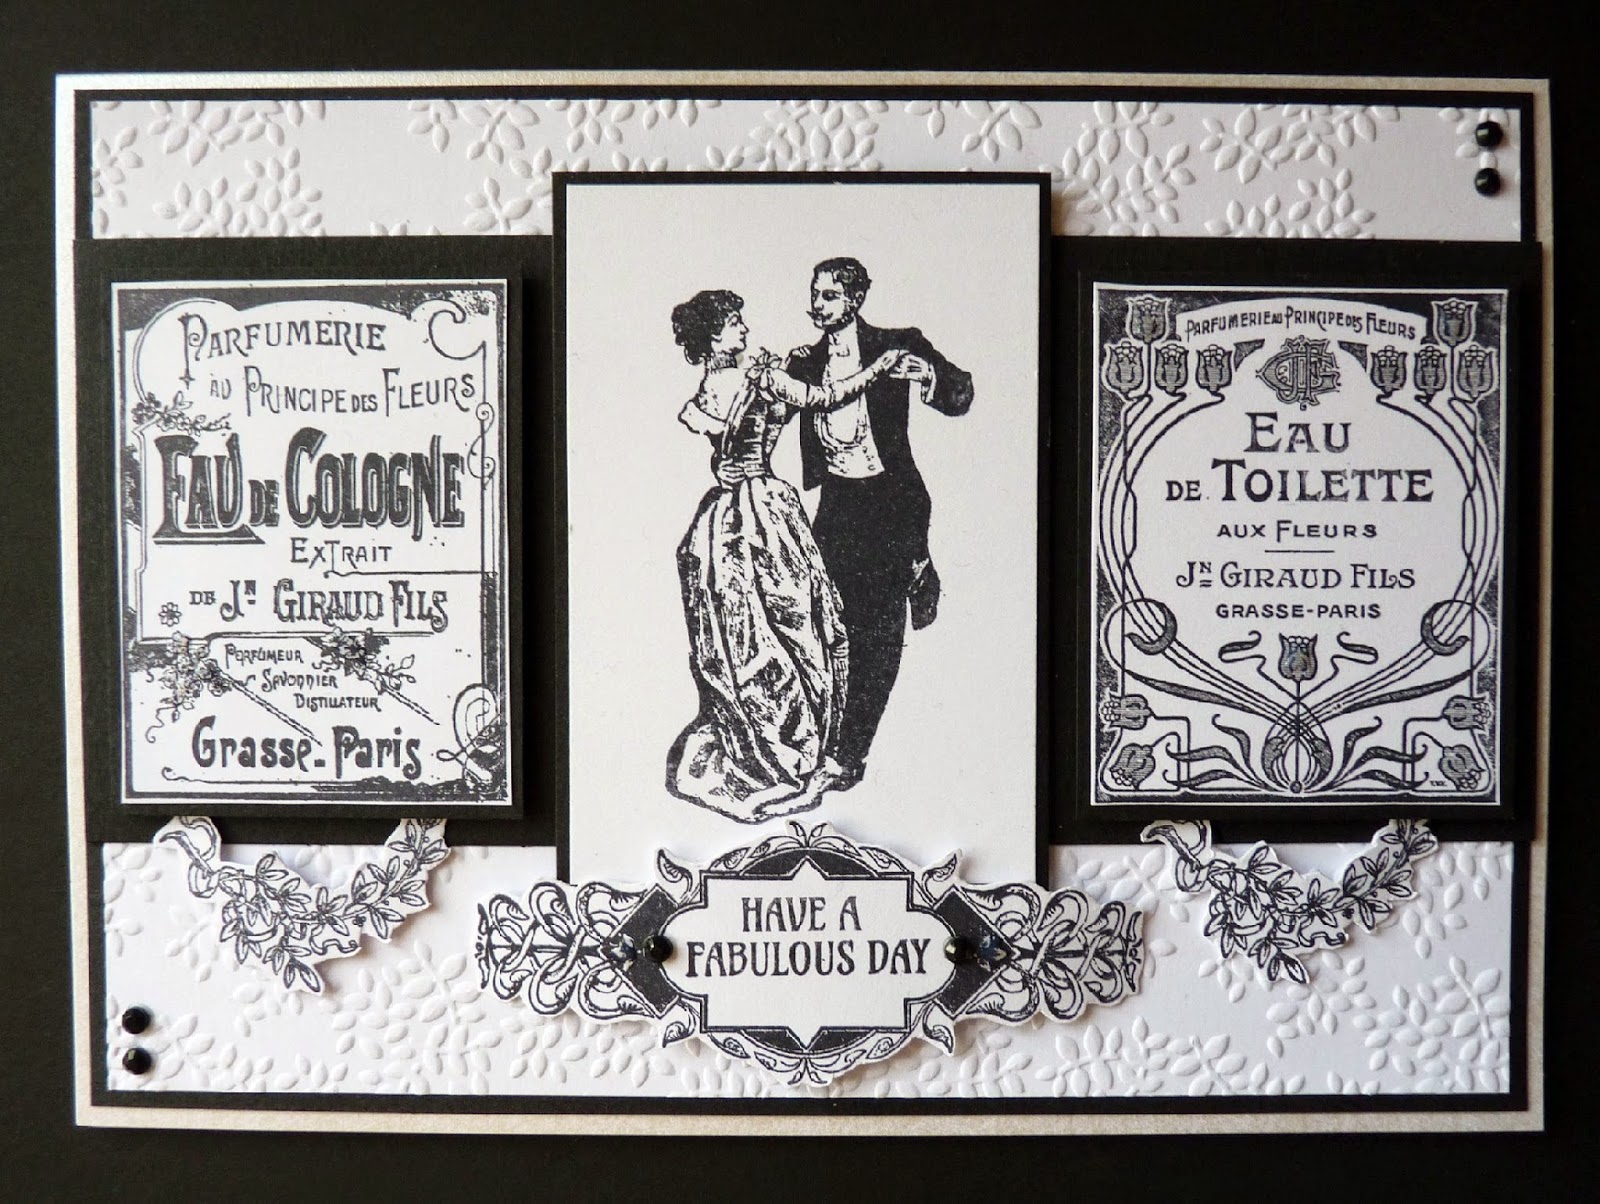 PARFUMERIE
AU PRINCIPE DES FLEURS
EAU DE COLOGNE
EXTRAIT
DE JN GIRAUD FILS
PARFUMEUR
SAVONNIER
DISTILLATEUR
Grasse-Paris
HAVE A
FABULOUS DAY
PARFUMERIE AU PRINCIPE DES FLEURS
EAU
DE TOILETTE
AUX FLEURS
JN GIRAUD FILS
GRASSE-PARIS